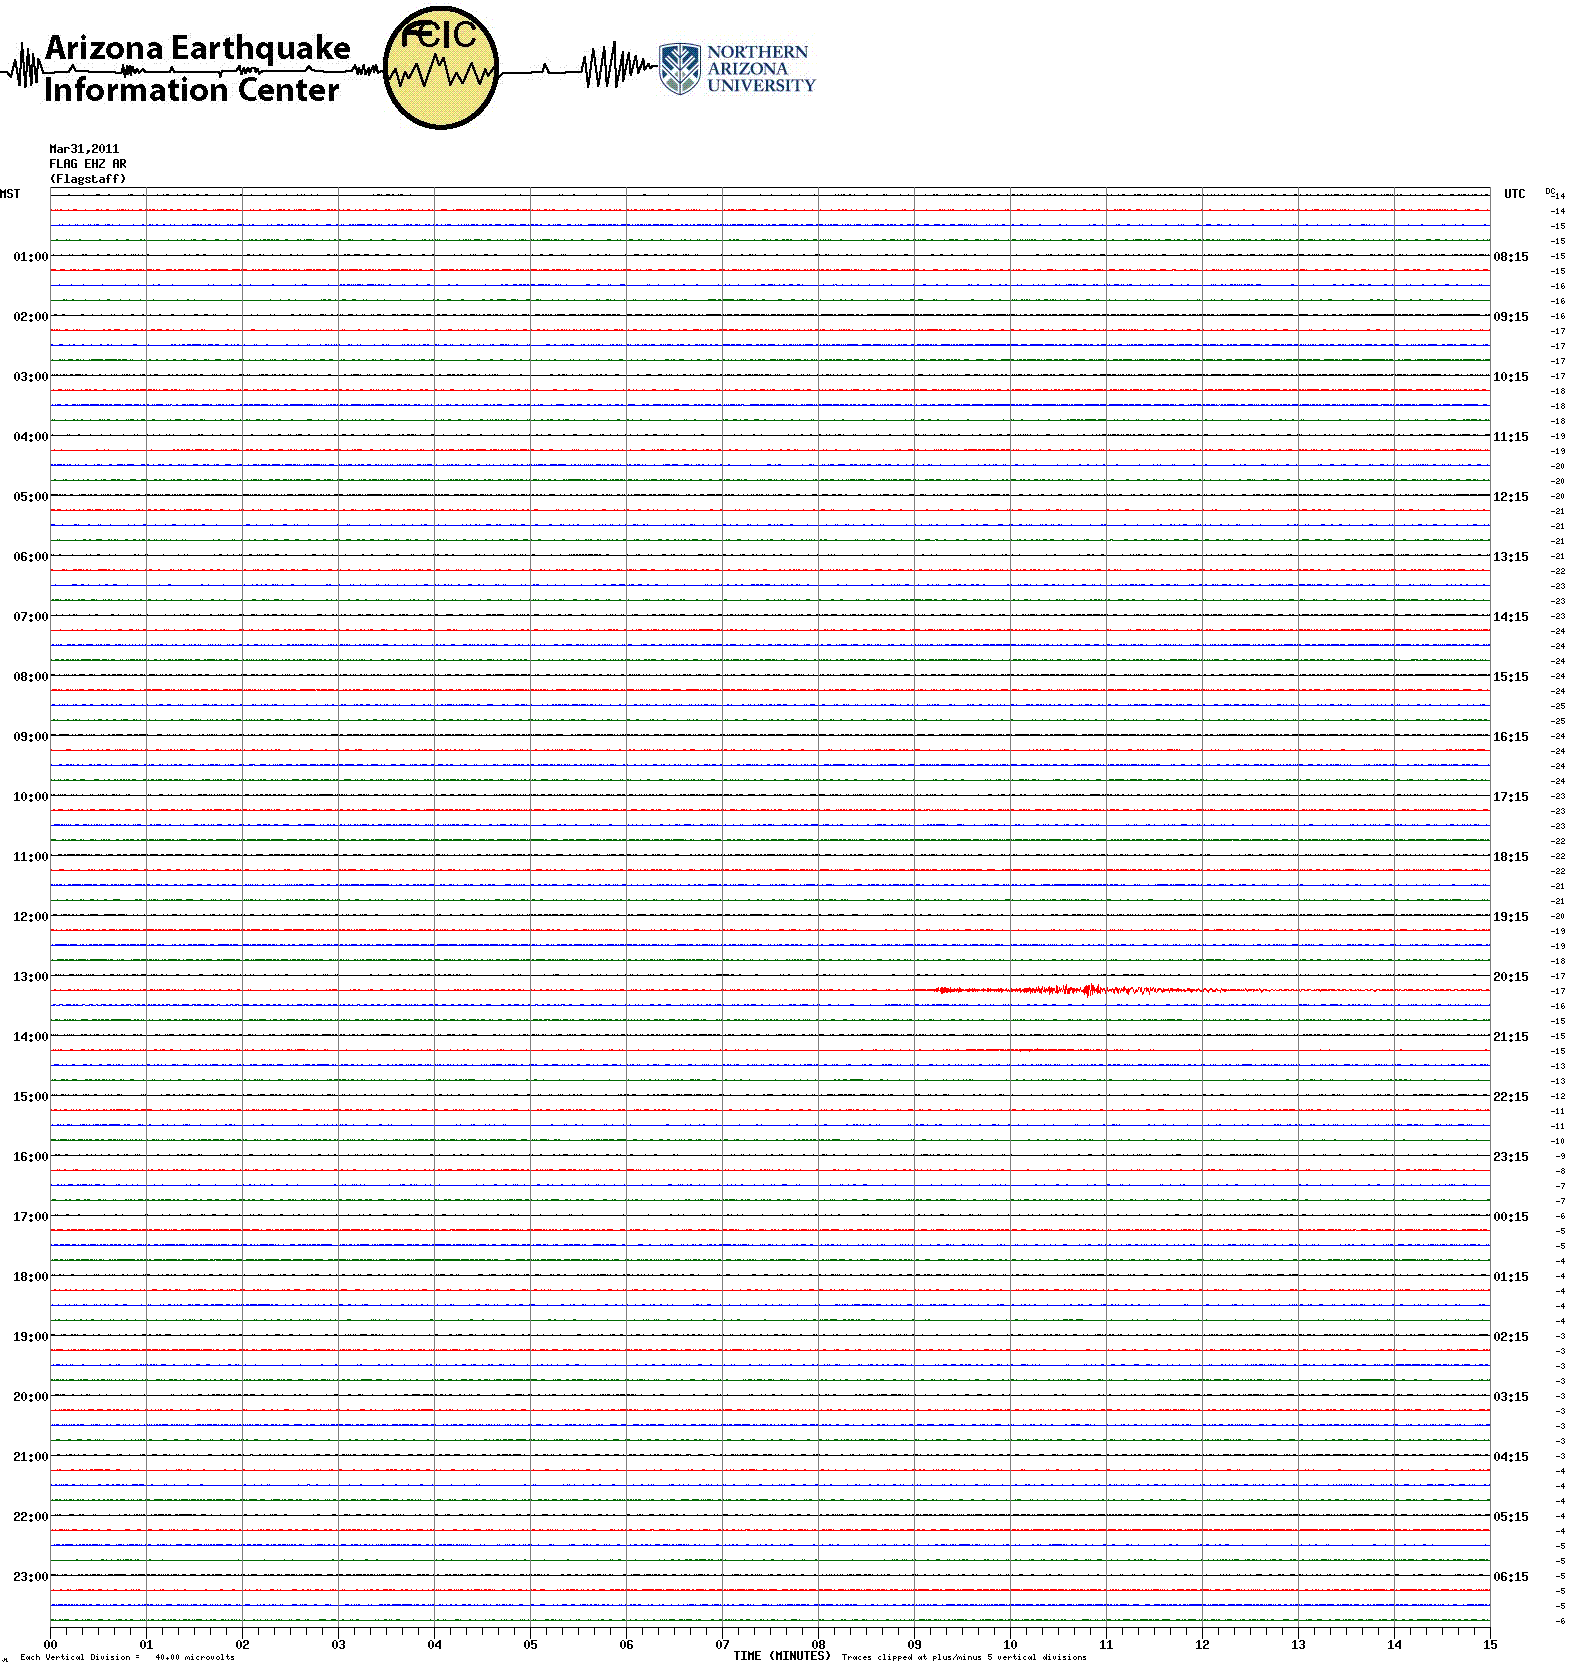 Arizona Earthquake
Information Center
ÆIC
NORTHERN
ARIZONA
UNIVERSITY
Mar31,2011
FLAG EHZ AR
(Flagstaff)
MST UTC DC
-14
-14
-15
-15
01:00 08:15 -15
-15
-16
-16
02:00 09:15 -16
-17
-17
-17
03:00 10:15 -17
-18
-18
-18
04:00 11:15 -19
-19
-20
-20
05:00 12:15 -20
-21
-21
-21
06:00 13:15 -21
-22
-23
-23
07:00 14:15 -23
-24
-24
-24
08:00 15:15 -24
-24
-25
-25
09:00 16:15 -24
-24
-24
-24
10:00 17:15 -23
-23
-23
-22
11:00 18:15 -22
-22
-21
-21
12:00 19:15 -20
-19
-19
-18
13:00 20:15 -17
-17
-16
-15
14:00 21:15 -15
-15
-13
-13
15:00 22:15 -12
-11
-11
-10
16:00 23:15 -9
-8
-7
-7
17:00 00:15 -6
-5
-5
-4
18:00 01:15 -4
-4
-4
-4
19:00 02:15 -3
-3
-3
-3
20:00 03:15 -3
-3
-3
-3
21:00 04:15 -3
-4
-4
-4
22:00 05:15 -4
-4
-5
-5
23:00 06:15 -5
-5
-5
-6
00 01 02 03 04 05 06 07 08 09 10 11 12 13 14 15
Each Vertical Division = 40.00 microvolts TIME (MINUTES) Traces clipped at plus/minus 5 vertical divisions